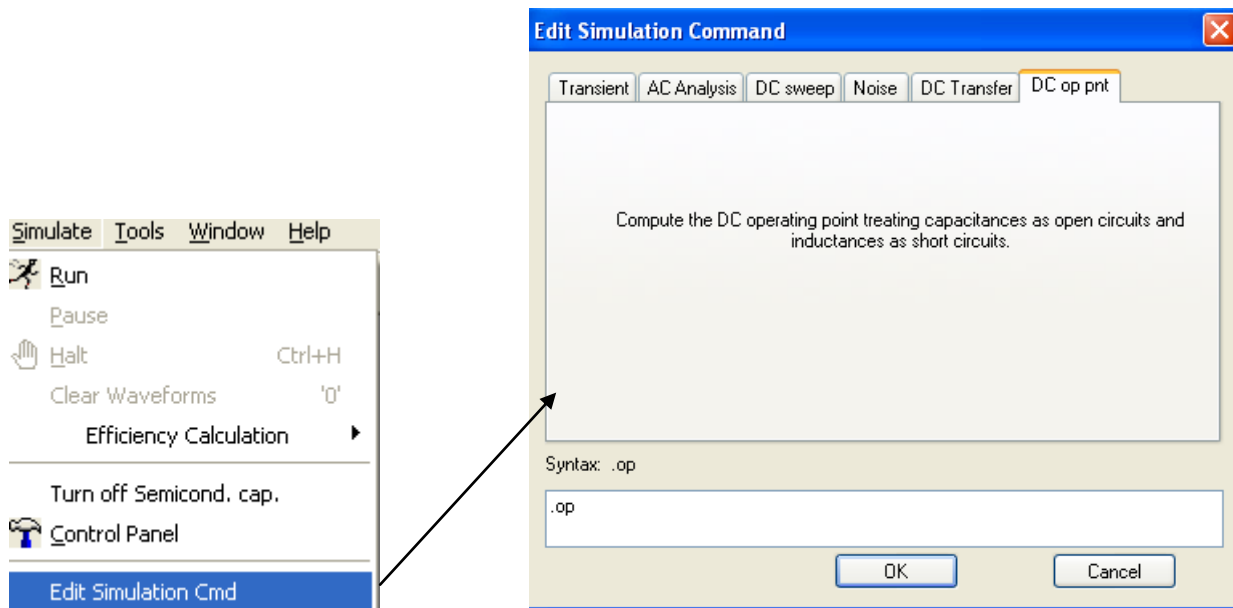 Simulate Tools Window Help
Run
Pause
Halt Ctrl+H
Clear Waveforms '0'
Efficiency Calculation
Turn off Semicond. cap.
Control Panel
Edit Simulation Cmd
Edit Simulation Command
Transient AC Analysis DC sweep Noise DC Transfer DC op pnt
Compute the DC operating point treating capacitances as open circuits and
inductances as short circuits.
Syntax: .op
.op
OK Cancel